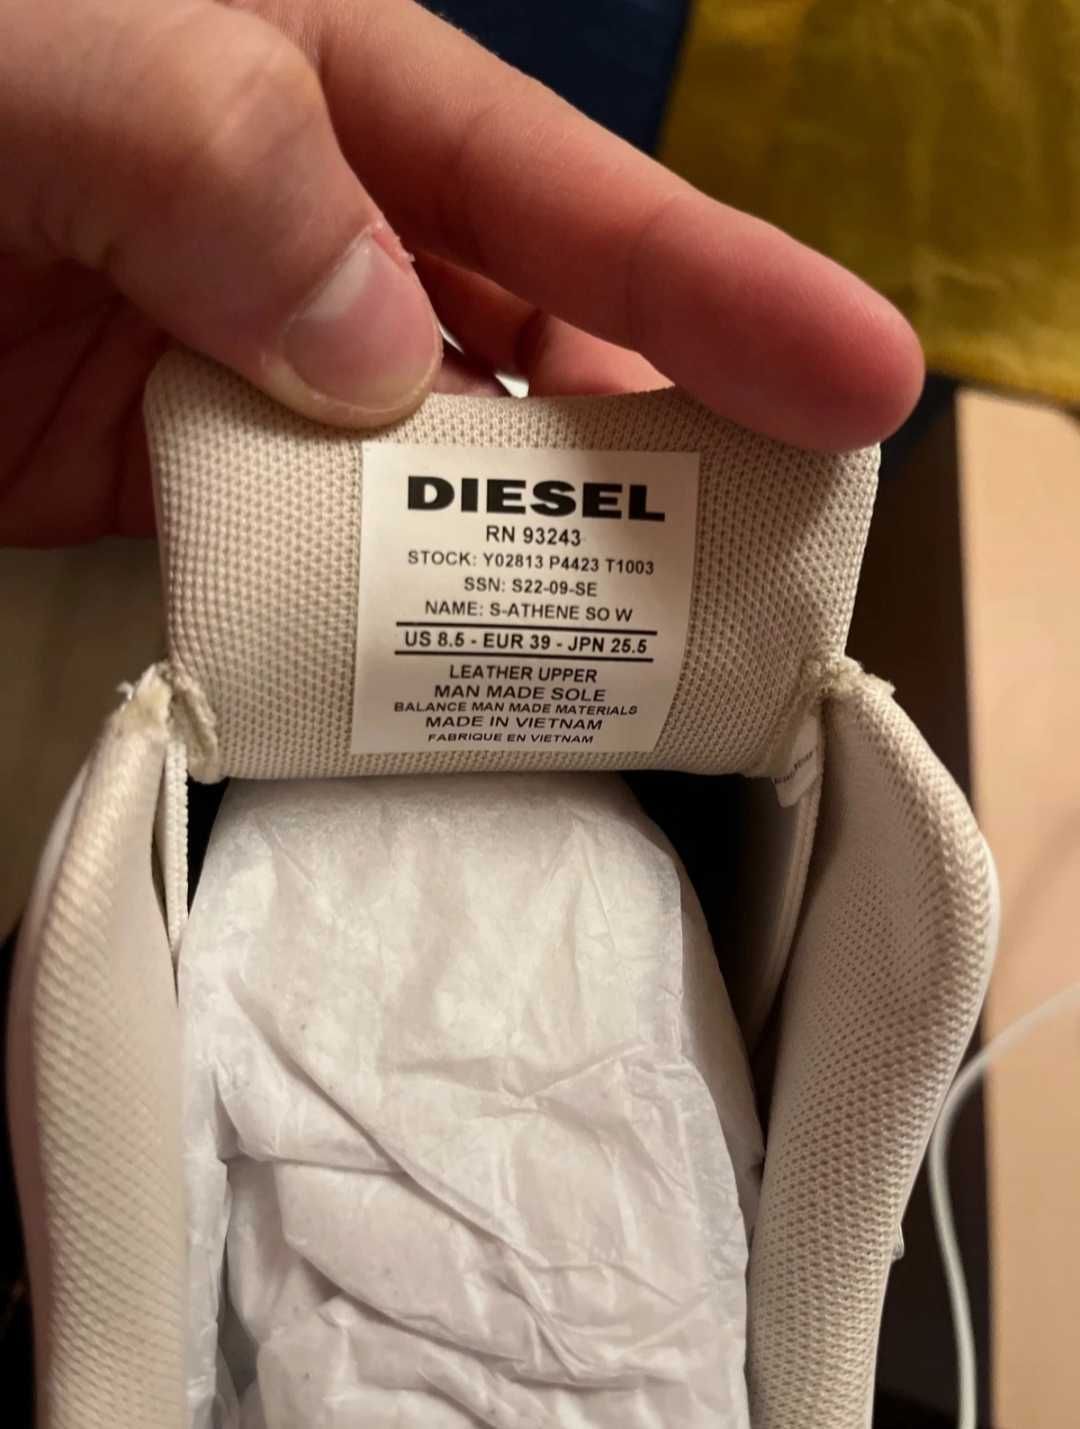 DIESEL
RN 93243
STOCK: Y02813 P4423 T1003
SSN: S22-09-SE
NAME: S-ATHENE SO W
US 8.5 - EUR 39 - JPN 25.5
LEATHER UPPER
MAN MADE SOLE
BALANCE MAN MADE MATERIALS
MADE IN VIETNAM
FABRIQUE EN VIETNAM